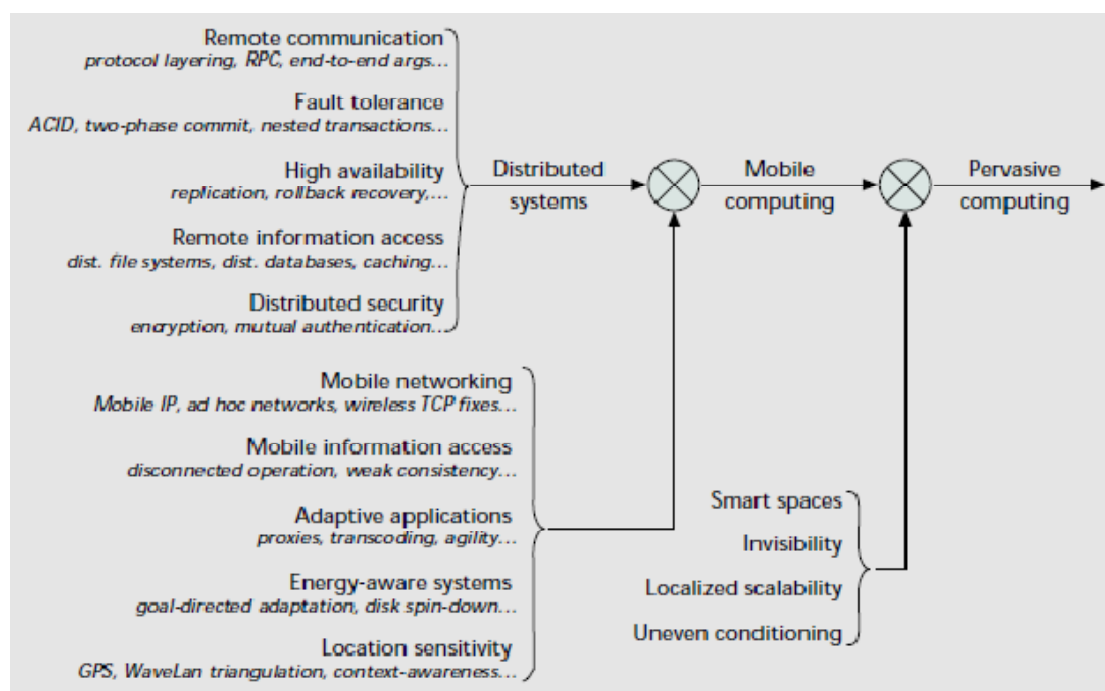 Remote communication
protocol layering, RPC, end-to-end args...
Fault tolerance
ACID, two-phase commit, nested transactions...
High availability
replication, rollback recovery,...
Remote information access
dist. file systems, dist. databases, caching...
Distributed security
encryption, mutual authentication...
Distributed
systems
Mobile
computing
Pervasive
computing
Mobile networking
Mobile IP, ad hoc networks, wireless TCP fixes...
Mobile information access
disconnected operation, weak consistency...
Adaptive applications
proxies, transcoding, agility...
Energy-aware systems
goal-directed adaptation, disk spin-down...
Location sensitivity
GPS, WaveLan triangulation, context-awareness...
Smart spaces
Invisibility
Localized scalability
Uneven conditioning